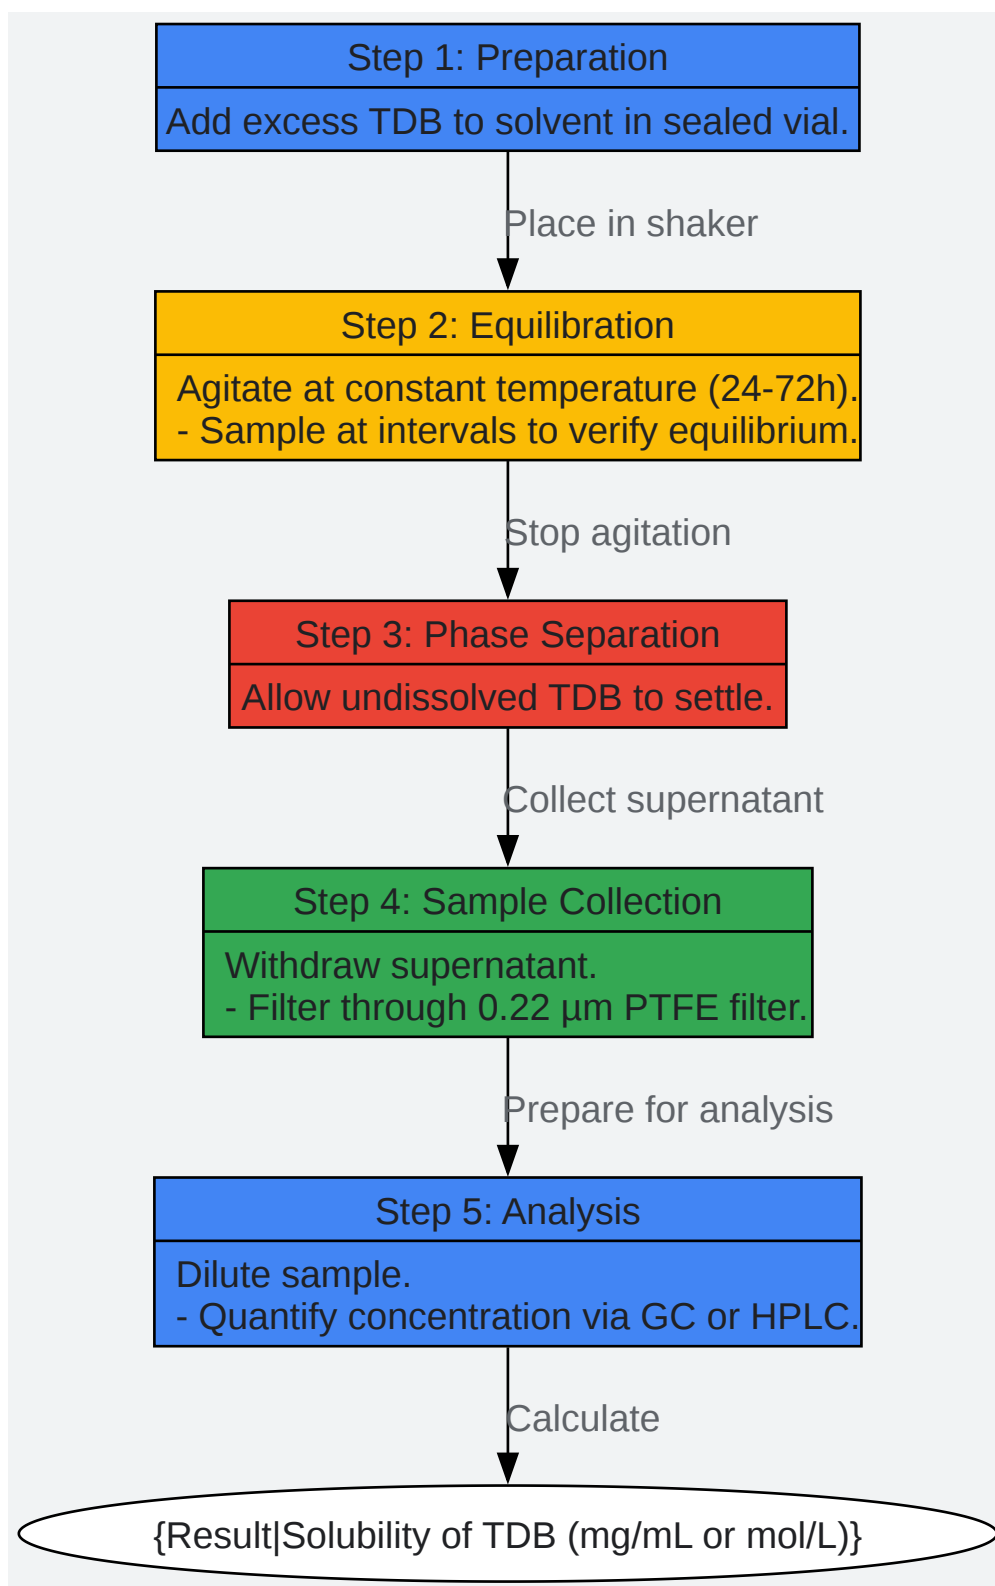 Step 1: Preparation
Add excess TDB to solvent in sealed vial.
Place in shaker
Step 2: Equilibration
Agitate at constant temperature (24-72h).
- Sample at intervals to verify equilibrium.
Stop agitation
Step 3: Phase Separation
Allow undissolved TDB to settle.
Collect supernatant
Step 4: Sample Collection
Withdraw supernatant.
- Filter through 0.22 µm PTFE filter.
Prepare for analysis
Step 5: Analysis
Dilute sample.
- Quantify concentration via GC or HPLC.
Calculate
{Result|Solubility of TDB (mg/mL or mol/L)}